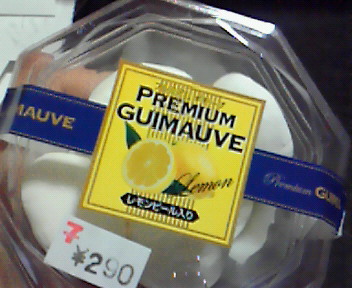 PREMIUM
GUIMAUVE
Lemon
レモンピール入り
MAUVE
Premium GUI
7
¥290